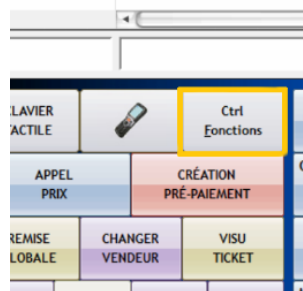 LAVIER
ACTILE
Ctrl
Fonctions
APPEL
PRIX
CRÉATION
PRÉ-PAIEMENT
REMISE
LOBALE
CHANGER
VENDEUR
VISU
TICKET